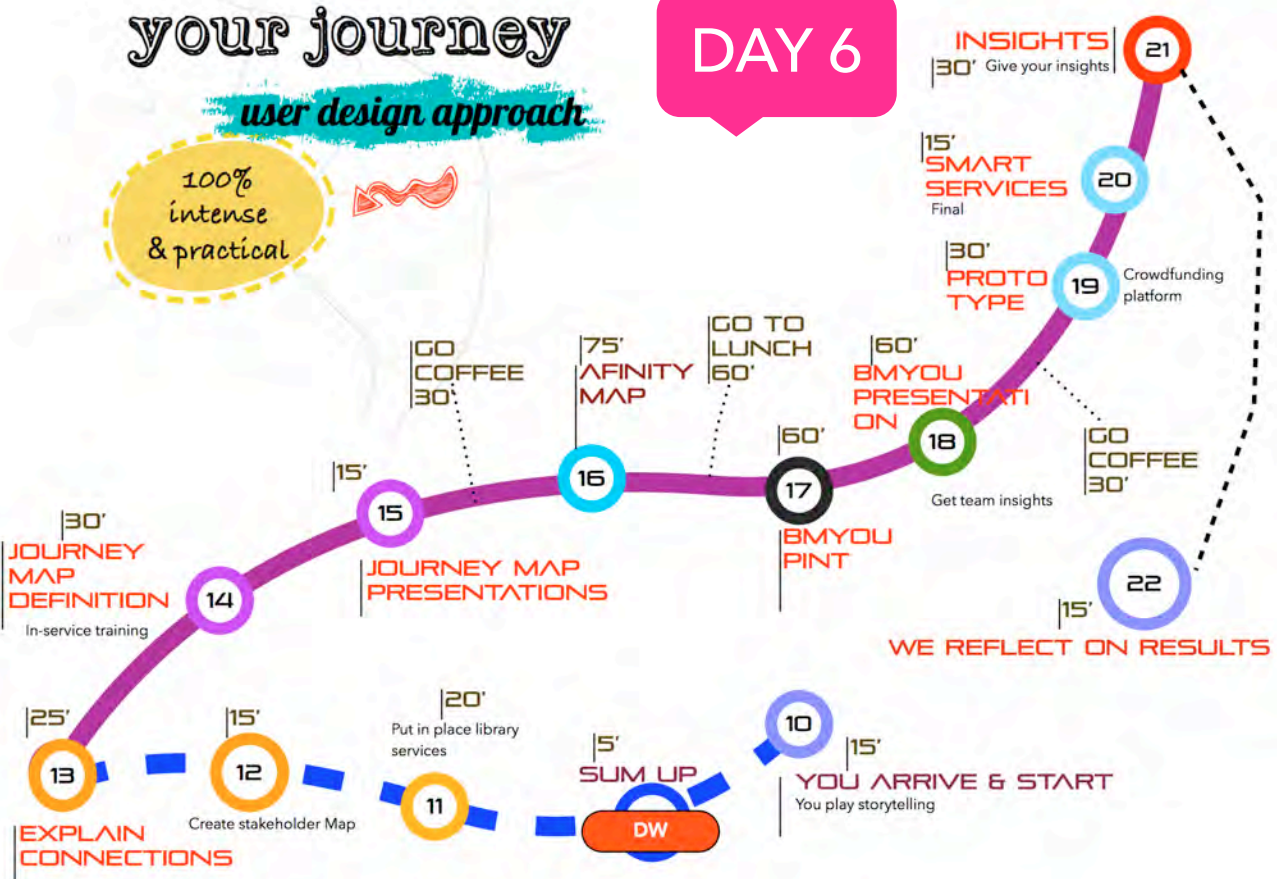 your journey
user design approach
100%
intense
& practical
DAY 6
INSIGHTS
30' Give your insights
21
15'
SMART
SERVICES
Final
20
30'
PROTO
TYPE
19
Crowdfunding
platform
GO
COFFEE
30'
75'
AFINITY
MAP
GO TO
LUNCH
60'
60'
BMYOU
PRESENTATI
ON
18
Get team insights
GO
COFFEE
30'
60'
17
BMYOU
PINT
16
15'
15
JOURNEY MAP
PRESENTATIONS
30'
JOURNEY
MAP
DEFINITION
In-service training
14
22
15'
WE REFLECT ON RESULTS
25'
13
EXPLAIN
CONNECTIONS
15'
12
Create stakeholder Map
20'
Put in place library
services
11
5'
SUM UP
DW
10
15'
YOU ARRIVE & START
You play storytelling